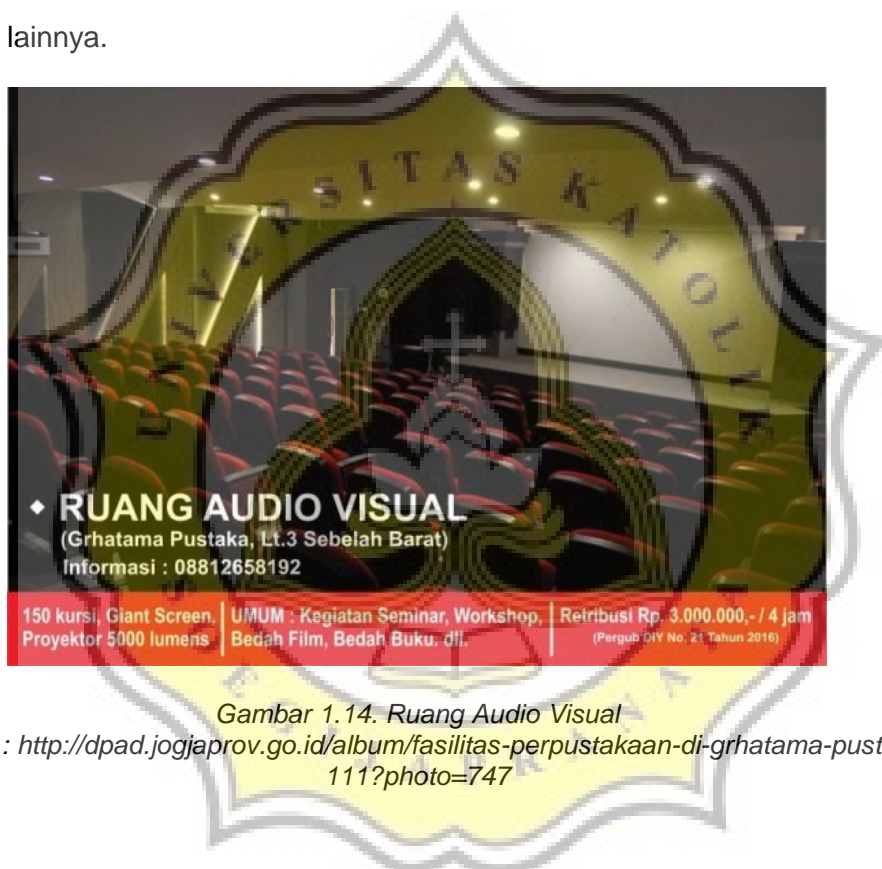 lainnya.
UNIVERSITAS KATOLIK
◆ RUANG AUDIO VISUAL
(Grhatama Pustaka, Lt.3 Sebelah Barat)
Informasi : 08812658192
150 kursi, Giant Screen, | UMUM : Kegiatan Seminar, Workshop, | Retribusi Rp. 3.000.000,- / 4 jam
Proyektor 5000 lumens | Bedah Film, Bedah Buku. dll. | (Pergub DIY No. 21 Tahun 2016)
SOEGIJAPRANATA
Gambar 1.14. Ruang Audio Visual
: http://dpad.jogjaprov.go.id/album/fasilitas-perpustakaan-di-grhatama-pust
111?photo=747